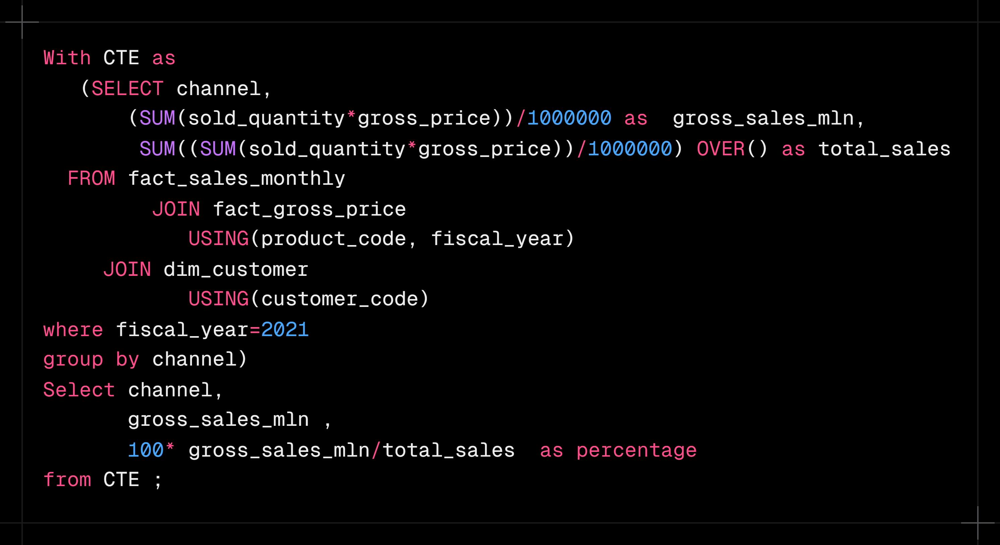 With CTE as
(SELECT channel,
(SUM(sold_quantity*gross_price))/1000000 as  gross_sales_mln,
SUM((SUM(sold_quantity*gross_price))/1000000) OVER() as total_sales
FROM fact_sales_monthly
JOIN fact_gross_price
USING(product_code, fiscal_year)
JOIN dim_customer
USING(customer_code)
where fiscal_year=2021
group by channel)
Select channel,
gross_sales_mln ,
100* gross_sales_mln/total_sales  as percentage
from CTE ;